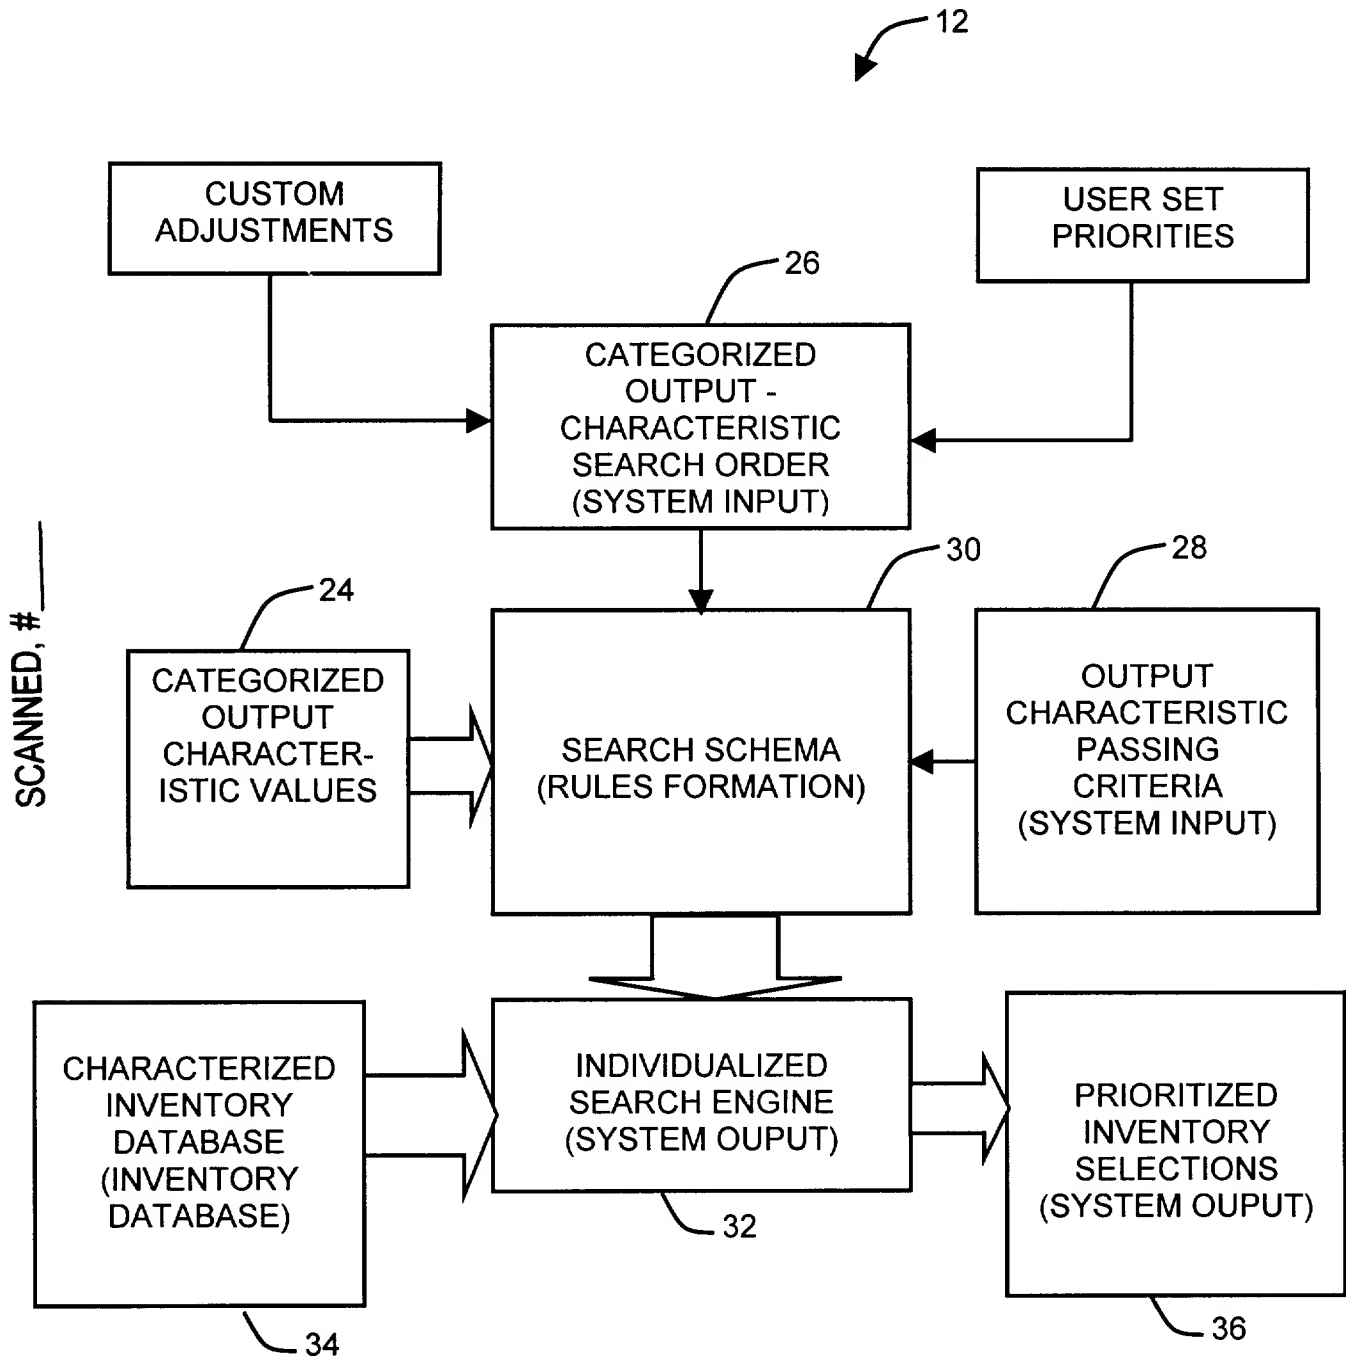 12
CUSTOM
ADJUSTMENTS
USER SET
PRIORITIES
26
CATEGORIZED
OUTPUT -
CHARACTERISTIC
SEARCH ORDER
(SYSTEM INPUT)
SCANNED, #
24
CATEGORIZED
OUTPUT
CHARACTER-
ISTIC VALUES
30
SEARCH SCHEMA
(RULES FORMATION)
28
OUTPUT
CHARACTERISTIC
PASSING
CRITERIA
(SYSTEM INPUT)
CHARACTERIZED
INVENTORY
DATABASE
(INVENTORY
DATABASE)
34
INDIVIDUALIZED
SEARCH ENGINE
(SYSTEM OUPUT)
32
PRIORITIZED
INVENTORY
SELECTIONS
(SYSTEM OUPUT)
36